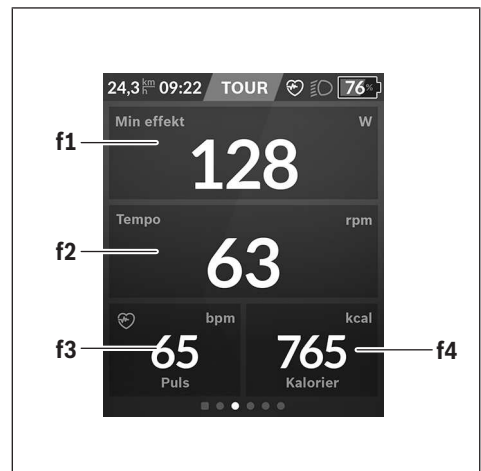 24,3 km/h 09:22 TOUR 76%
Min effekt W
f1
128
Tempo rpm
f2
63
bpm kcal
f3 65 765 f4
Puls Kalorier